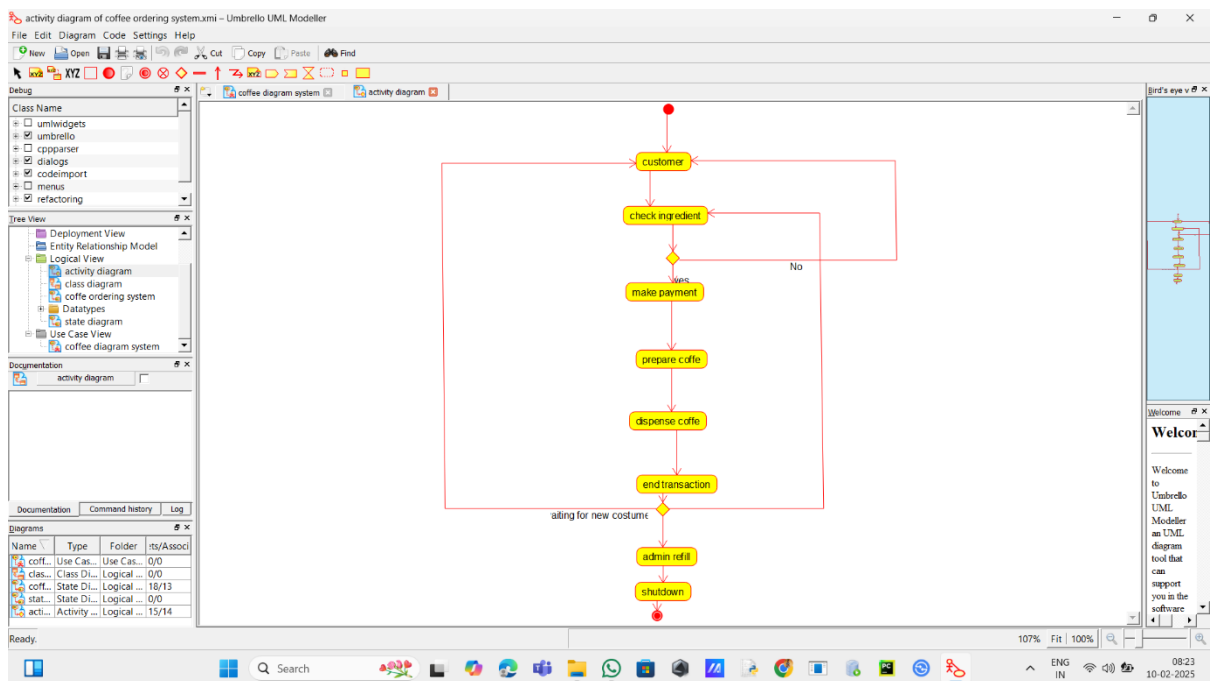 activity diagram of coffee ordering system.xmi – Umbrello UML Modeller
File Edit Diagram Code Settings Help
New Open Cut Copy Paste Find
XYZ
Debug
coffee diagram system
activity diagram
Bird's eye v
Class Name
umlwidgets
umbrello
cppparser
dialogs
codeimport
menus
refactoring
Tree View
Deployment View
Entity Relationship Model
Logical View
activity diagram
class diagram
coffe ordering system
Datatypes
state diagram
Use Case View
coffee diagram system
Documentation
activity diagram
Documentation Command history Log
Diagrams
Name Type Folder :ts/Associ
coff... Use Cas... Use Cas... 0/0
clas... Class Di... Logical ... 0/0
coff... State Di... Logical ... 18/13
stat... State Di... Logical ... 0/0
acti... Activity ... Logical ... 15/14
customer
check ingredient
No
yes
make payment
prepare coffe
dispense coffe
end transaction
aiting for new costume
admin refill
shutdown
Welcome
Welcor
Welcome
to
Umbrello
UML
Modeller
an UML
diagram
tool that
can
support
you in the
software
Ready.
107% Fit 100%
Search
ENG
IN
08:23
10-02-2025